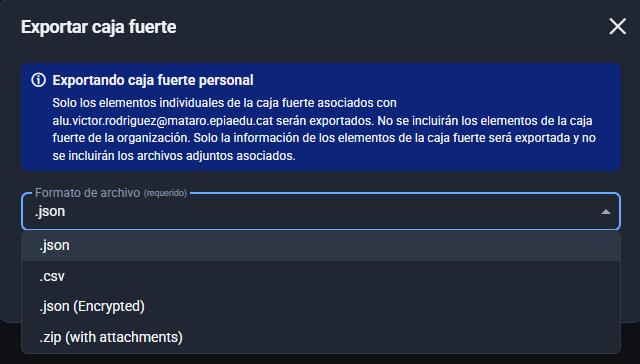 Exportar caja fuerte
Exportando caja fuerte personal
Solo los elementos individuales de la caja fuerte asociados con
alu.victor.rodriguez@mataro.epiaedu.cat serán exportados. No se incluirán los elementos de la caja
fuerte de la organización. Solo la información de los elementos de la caja fuerte será exportada y no
se incluirán los archivos adjuntos asociados.
Formato de archivo (requerido)
.json
.json
.csv
.json (Encrypted)
.zip (with attachments)